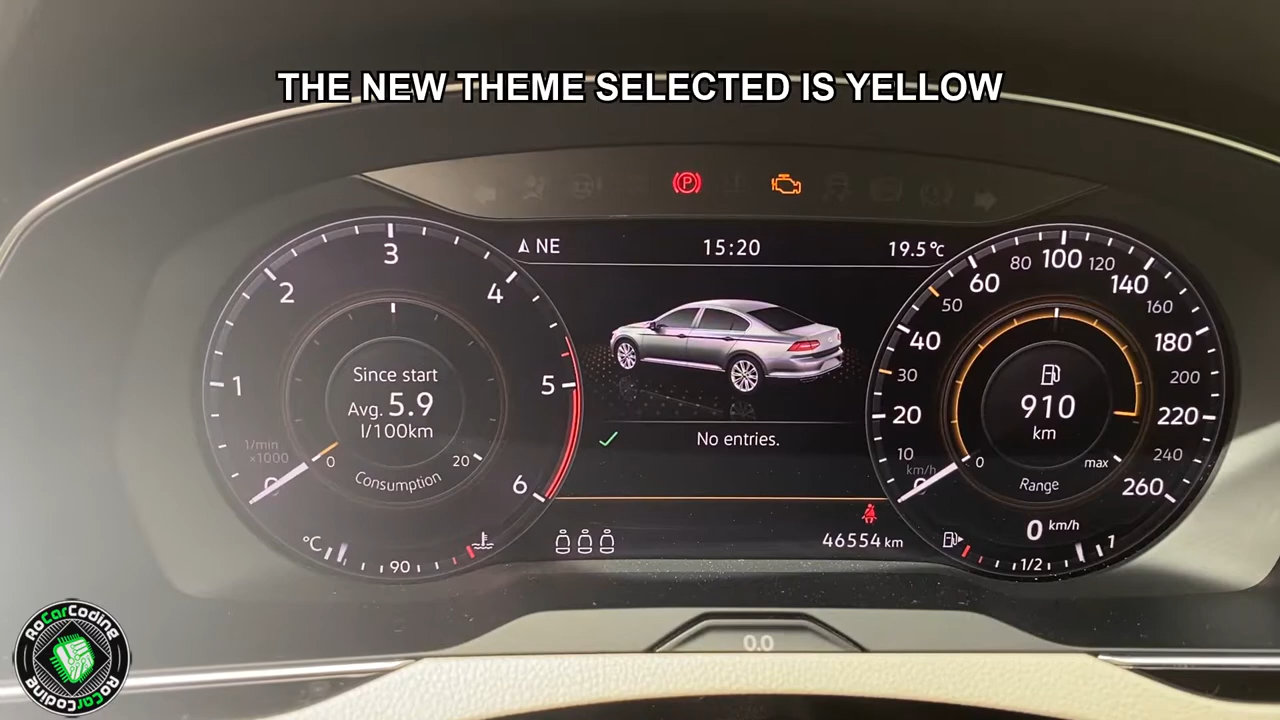 THE NEW THEME SELECTED IS YELLOW
P
NE
15:20
19.5°C
1
2
3
4
5
6
1/min
×1000
0
Since start
Avg. 5.9
l/100km
0
20
Consumption
°C
90
No entries.
46554 km
0
10
20
30
40
50
60
80
100
120
140
160
180
200
220
240
260
km/h
910
km
0
max
Range
0 km/h
1/2
1
0.0
RoCarCoding
RoCarCoding